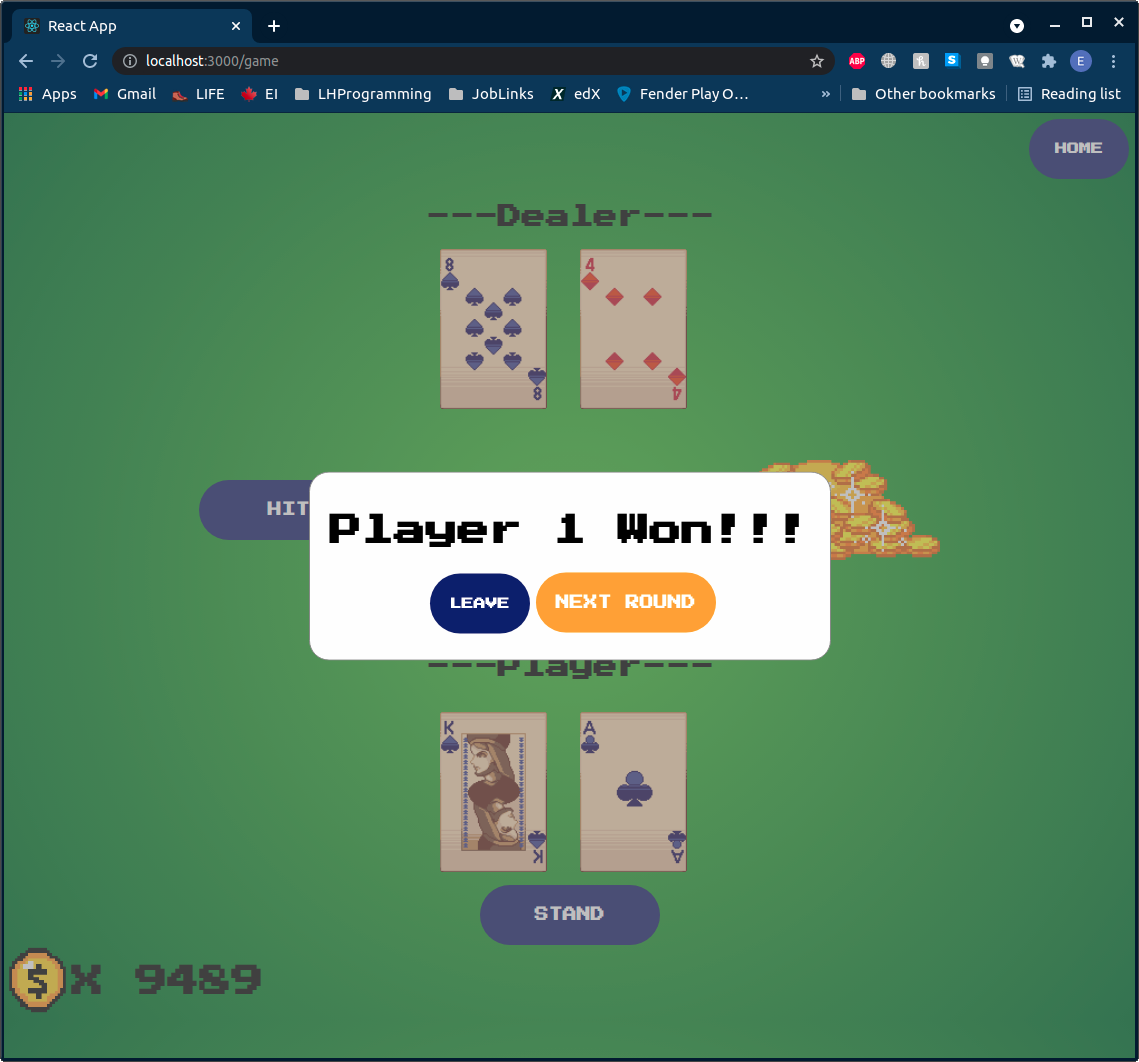 React App
localhost:3000/game
ABP
S
E
Apps
Gmail
LIFE
EI
LHProgramming
JobLinks
X
edX
Fender Play O…
»
Other bookmarks
Reading list
HOME
---Dealer---
8
4
8
4
HIT
Player 1 Won!!!
LEAVE
NEXT ROUND
---Player---
K
A
K
A
STAND
$
X 9489